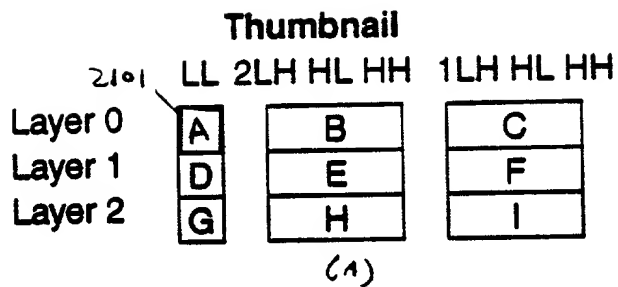 Thumbnail
2101 LL 2LH HL HH 1LH HL HH
Layer 0 A B C
Layer 1 D E F
Layer 2 G H I
(A)